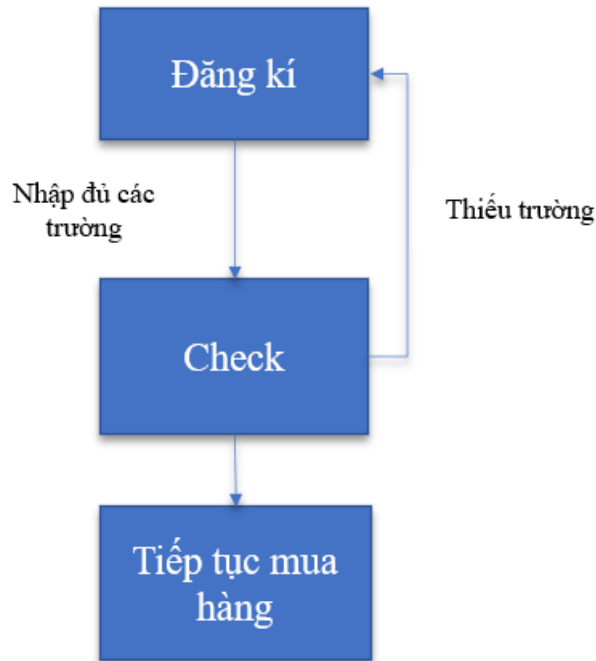 Đăng kí
Nhập đủ các
trường
Thiếu trường
Check
Tiếp tục mua
hàng